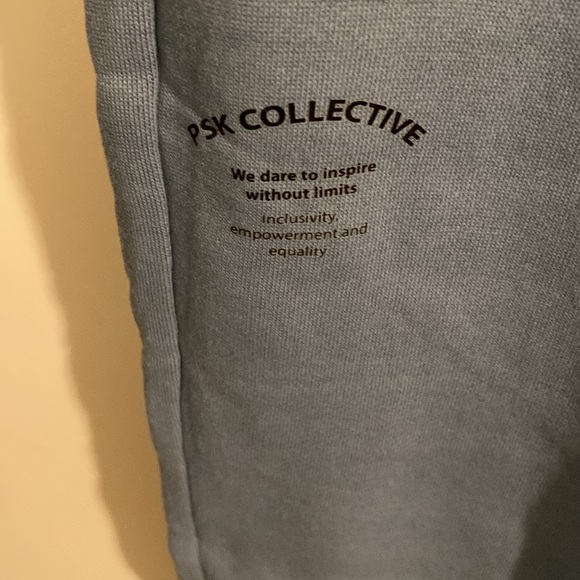 PSK COLLECTIVE
We dare to inspire
without limits
Inclusivity,
empowerment and
equality